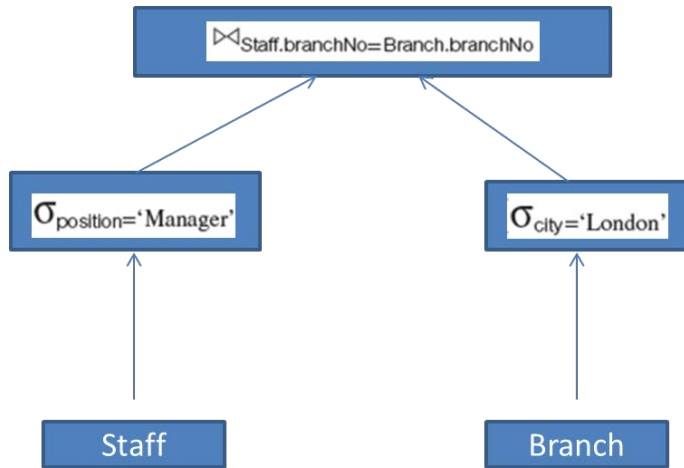 ⋈Staff.branchNo=Branch.branchNo
σposition=‘Manager’
σcity=‘London’
Staff
Branch